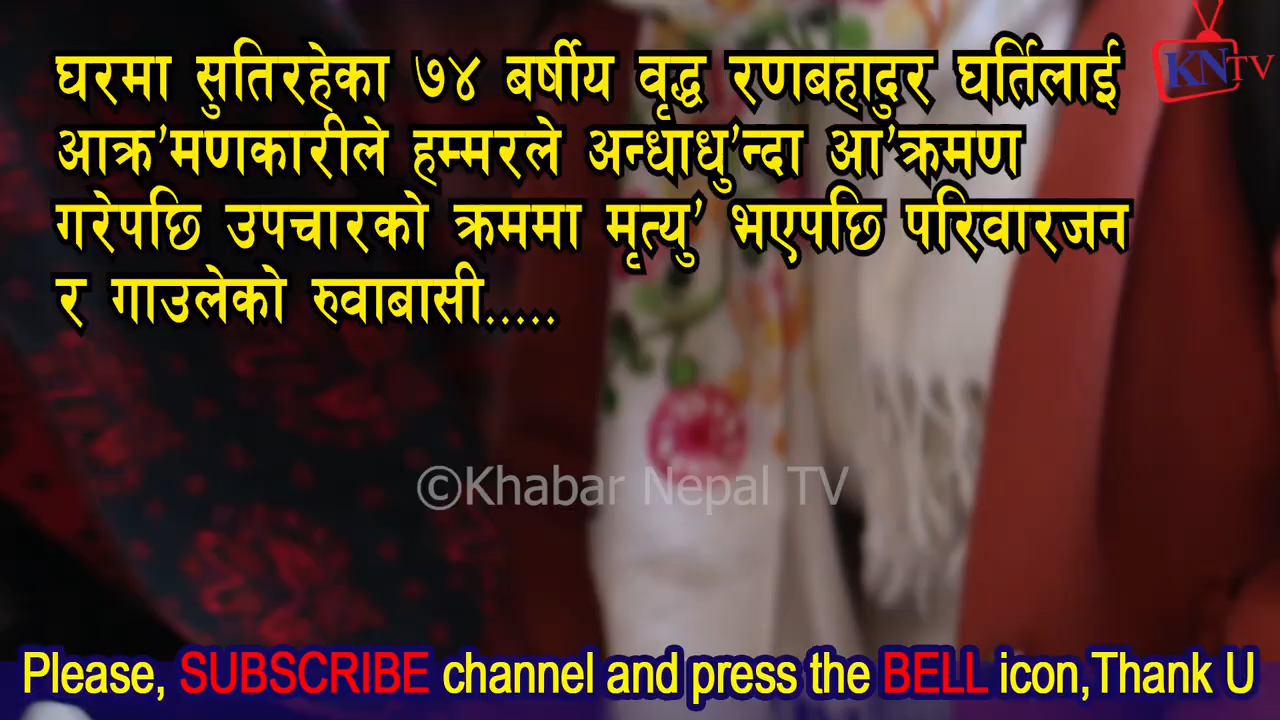 घरमा सुतिरहेका ७४ बर्षीय वृद्ध रणबहादुर घर्तिलाई
KNTV
आक्र'मणकारीले हम्मरले अन्धाधु'न्दा आ'क्रमण
गरेपछि उपचारको क्रममा मृत्यु' भएपछि परिवारजन
र गाउलेको रुवाबासी.....
©Khabar Nepal TV
Please, SUBSCRIBE channel and press the BELL icon,Thank U